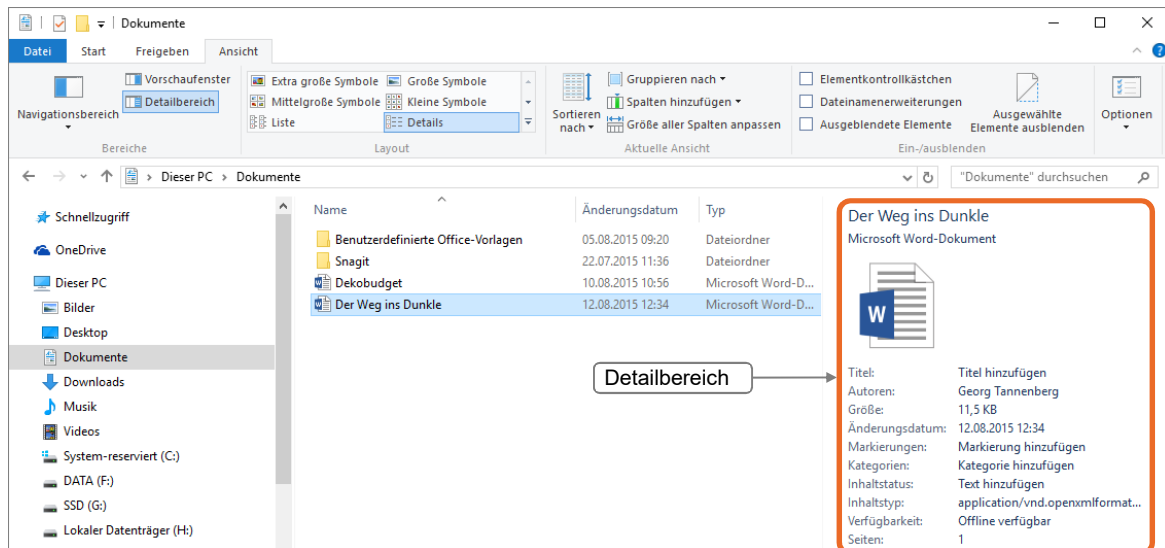 Dokumente
Datei Start Freigeben Ansicht
Navigationsbereich
Vorschaufenster
Detailbereich
Bereiche
Extra große Symbole Große Symbole
Mittelgroße Symbole Kleine Symbole
Liste Details
Layout
Sortieren
nach
Gruppieren nach
Spalten hinzufügen
Größe aller Spalten anpassen
Aktuelle Ansicht
Elementkontrollkästchen
Dateinamenerweiterungen
Ausgeblendete Elemente
Ausgewählte
Elemente ausblenden
Ein-/ausblenden
Optionen
Dieser PC > Dokumente
"Dokumente" durchsuchen
Schnellzugriff
OneDrive
Dieser PC
Bilder
Desktop
Dokumente
Downloads
Musik
Videos
System-reserviert (C:)
DATA (F:)
SSD (G:)
Lokaler Datenträger (H:)
Name Änderungsdatum Typ
Benutzerdefinierte Office-Vorlagen 05.08.2015 09:20 Dateiordner
Snagit 22.07.2015 11:36 Dateiordner
Dekobudget 10.08.2015 10:56 Microsoft Word-D...
Der Weg ins Dunkle 12.08.2015 12:34 Microsoft Word-D...
Detailbereich
Der Weg ins Dunkle
Microsoft Word-Dokument
W
Titel: Titel hinzufügen
Autoren: Georg Tannenberg
Größe: 11,5 KB
Änderungsdatum: 12.08.2015 12:34
Markierungen: Markierung hinzufügen
Kategorien: Kategorie hinzufügen
Inhaltstatus: Text hinzufügen
Inhaltstyp: application/vnd.openxmlformat...
Verfügbarkeit: Offline verfügbar
Seiten: 1